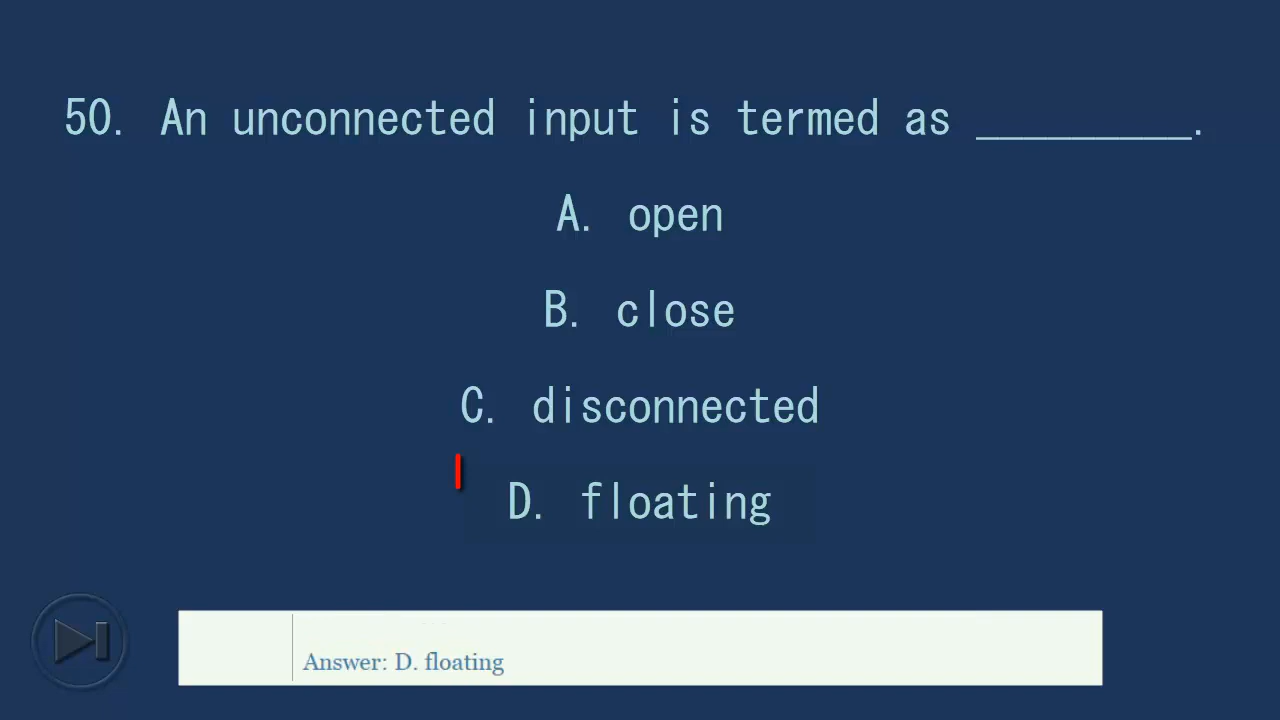 50. An unconnected input is termed as _________.
A. open
B. close
C. disconnected
D. floating
Answer: D. floating